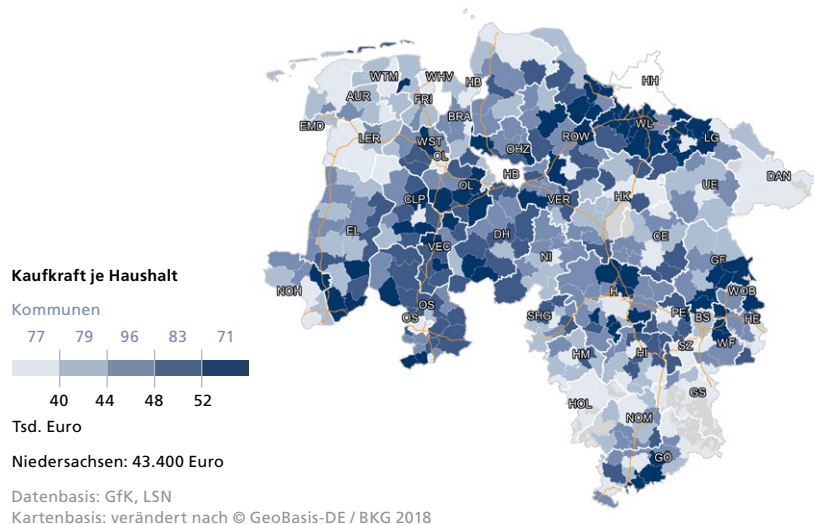 Kaufkraft je Haushalt
Kommunen
77 79 96 83 71
40 44 48 52
Tsd. Euro
Niedersachsen: 43.400 Euro
Datenbasis: GfK, LSN
Kartenbasis: verändert nach © GeoBasis-DE / BKG 2018
HH
WTM WHV HB
AUR FRI
BRA
EMD WL
LER WST OHZ ROW LG
OL
HB DAN
OL UE
CLP VER HK
EL DH CE
VEC
NI GF
NOH H WOB
OS SHG PE BS HE
OS
HM HI SZ WF
HOL GS
NOM
GÖ